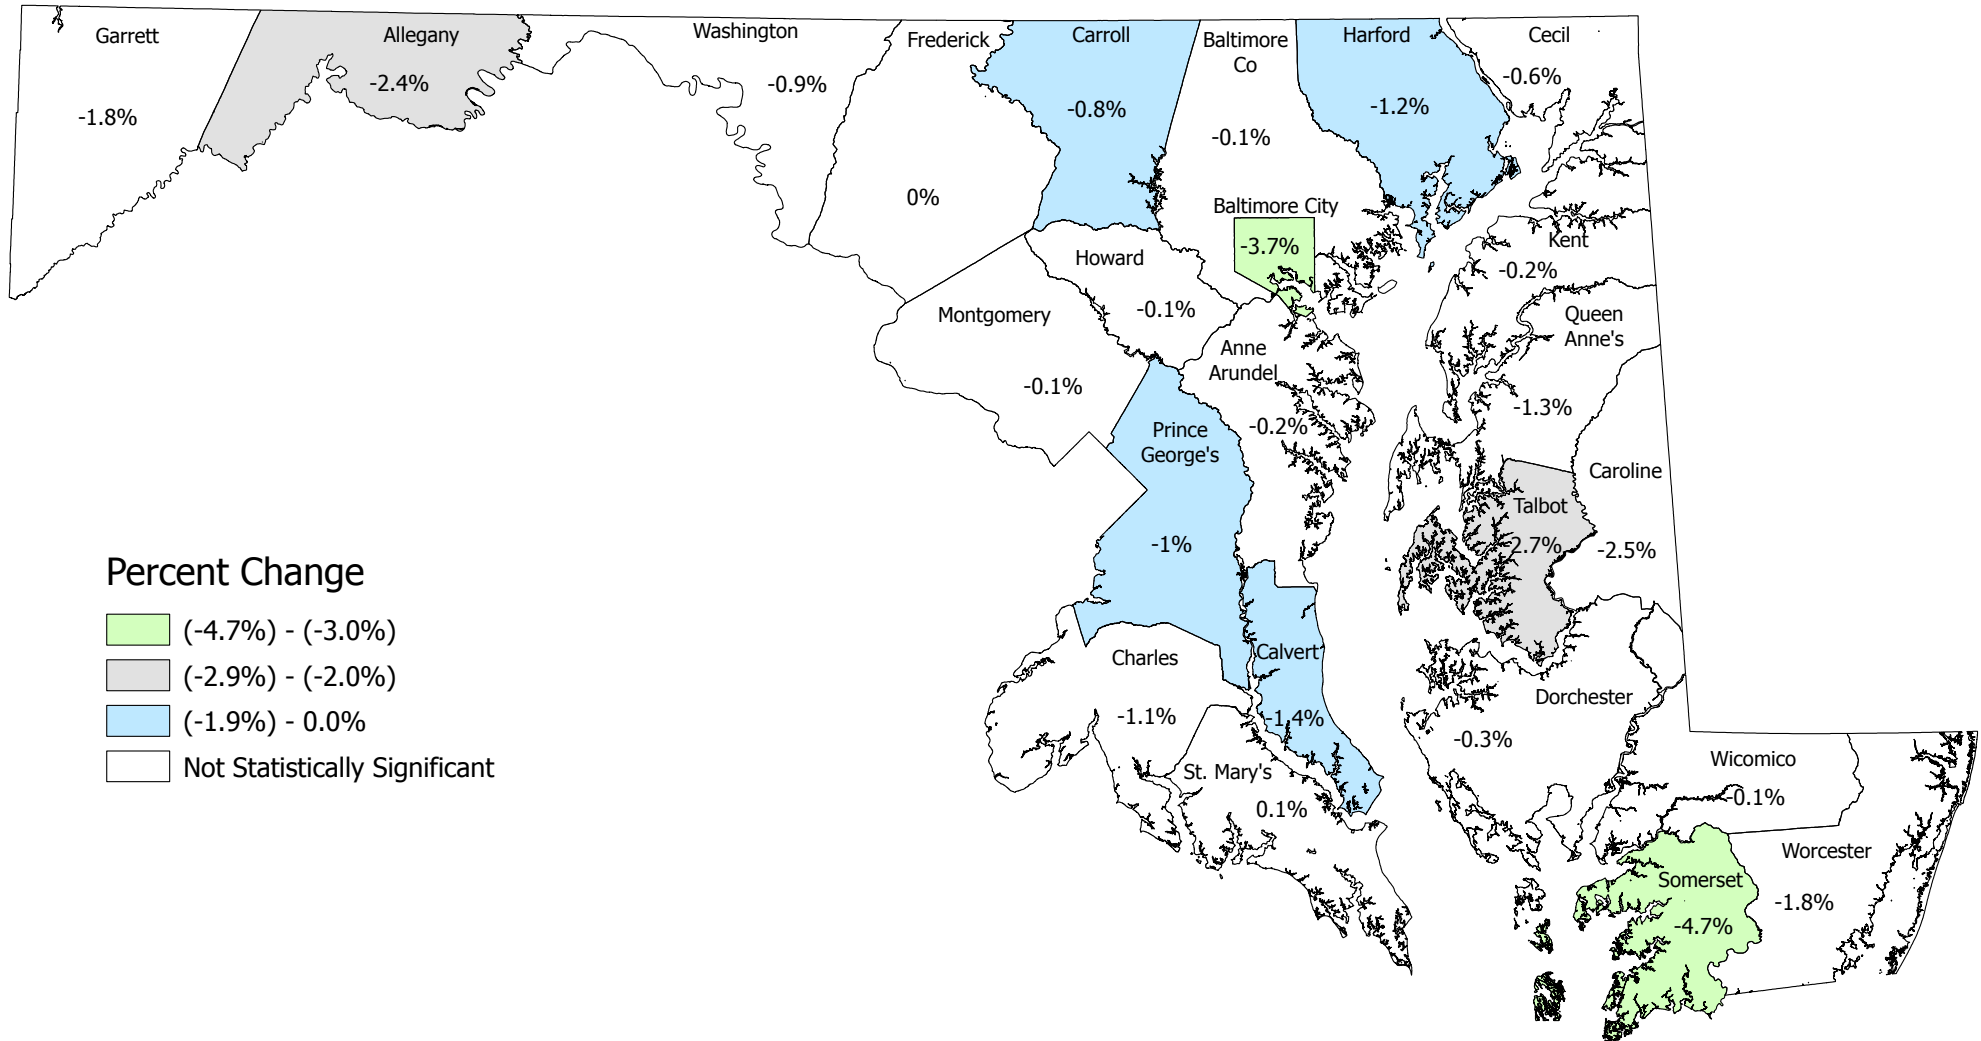 Garrett
-1.8%
Allegany
-2.4%
Washington
-0.9%
Frederick
0%
Carroll
-0.8%
Baltimore
Co
-0.1%
Harford
-1.2%
Cecil
-0.6%
Baltimore City
-3.7%
Howard
-0.1%
Montgomery
-0.1%
Anne
Arundel
-0.2%
Kent
-0.2%
Queen
Anne's
-1.3%
Prince
George's
-1%
Caroline
-2.5%
Talbot
-2.7%
Calvert
-1.4%
Charles
-1.1%
St. Mary's
0.1%
Dorchester
-0.3%
Wicomico
-0.1%
Worcester
-1.8%
Somerset
-4.7%
Percent Change
(-4.7%) - (-3.0%)
(-2.9%) - (-2.0%)
(-1.9%) - 0.0%
Not Statistically Significant